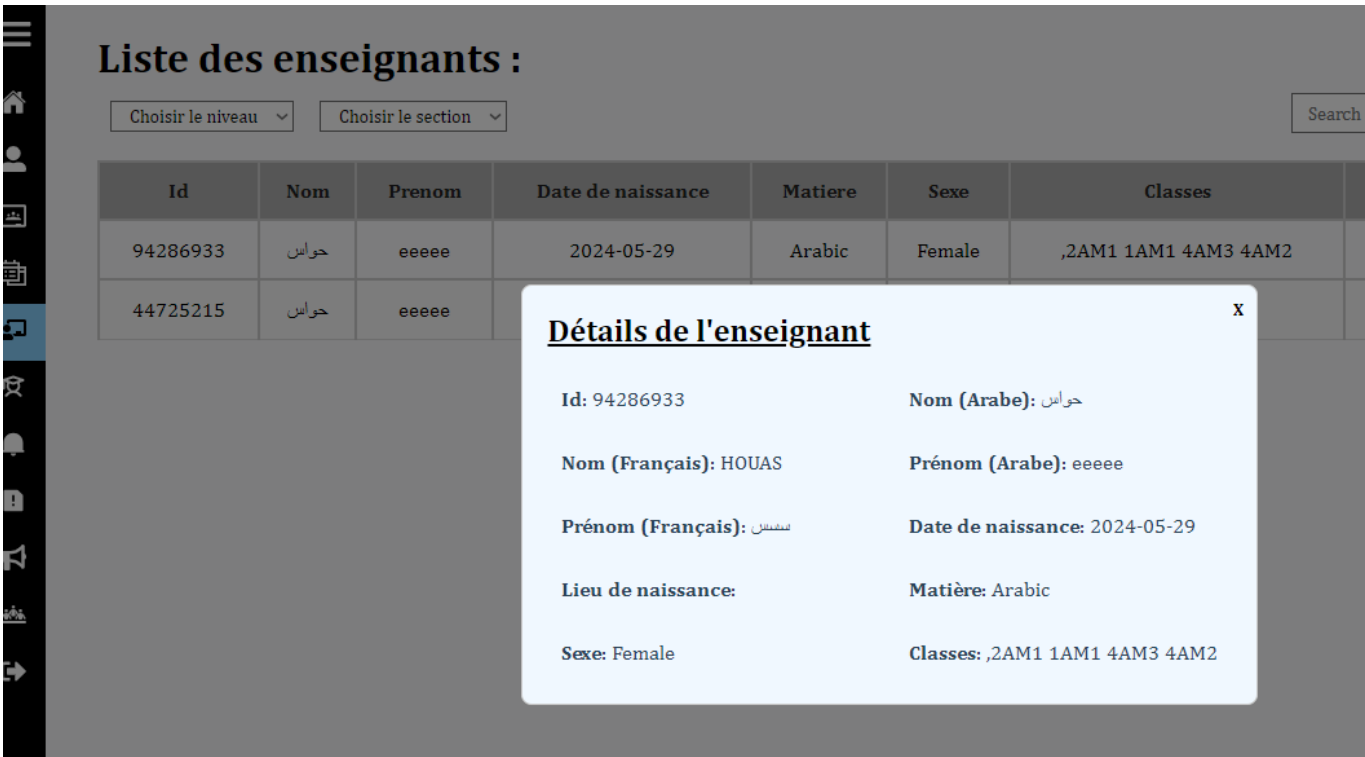 Liste des enseignants :
Choisir le niveau Choisir le section Search
Id Nom Prenom Date de naissance Matiere Sexe Classes
94286933 حواس eeeee 2024-05-29 Arabic Female ,2AM1 1AM1 4AM3 4AM2
44725215 حواس eeeee
x
Détails de l'enseignant
Id: 94286933 Nom (Arabe): حواس
Nom (Français): HOUAS Prénom (Arabe): eeeee
Prénom (Français): سسس Date de naissance: 2024-05-29
Lieu de naissance: Matière: Arabic
Sexe: Female Classes: ,2AM1 1AM1 4AM3 4AM2